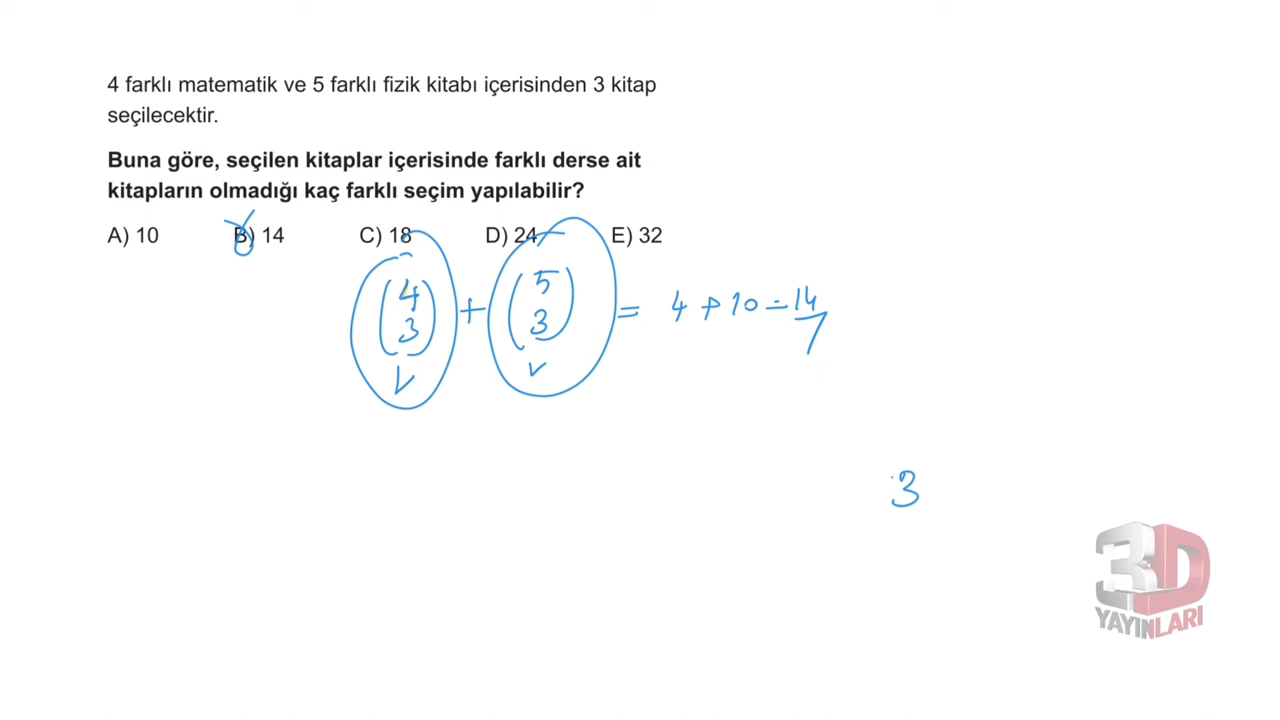 4 farklı matematik ve 5 farklı fizik kitabı içerisinden 3 kitap
seçilecektir.
Buna göre, seçilen kitaplar içerisinde farklı derse ait
kitapların olmadığı kaç farklı seçim yapılabilir?
A) 10 B) 14 C) 18 D) 24 E) 32
(4 3) + (5 3) = 4 + 10 = 14
3
3D
YAYINLARI